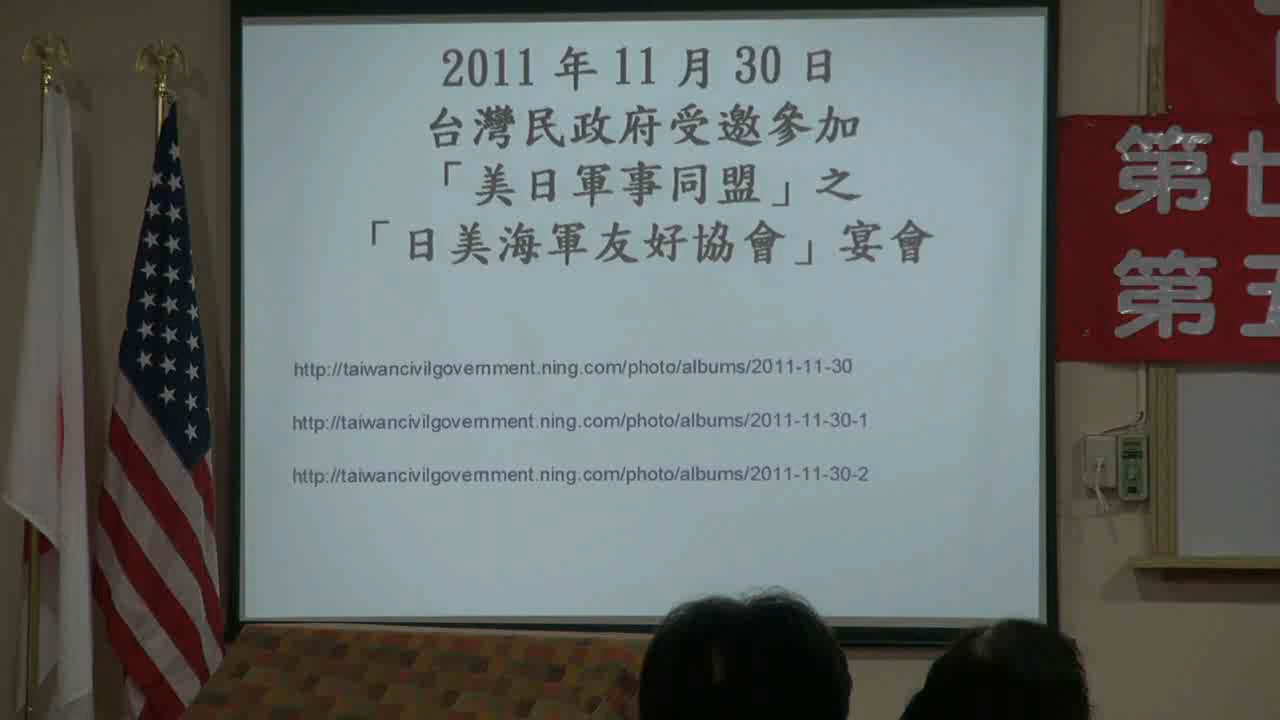 2011 年 11 月 30 日
台灣民政府受邀參加
「美日軍事同盟」之
「日美海軍友好協會」宴會
http://taiwancivilgovernment.ning.com/photo/albums/2011-11-30
http://taiwancivilgovernment.ning.com/photo/albums/2011-11-30-1
http://taiwancivilgovernment.ning.com/photo/albums/2011-11-30-2
第廿
第五